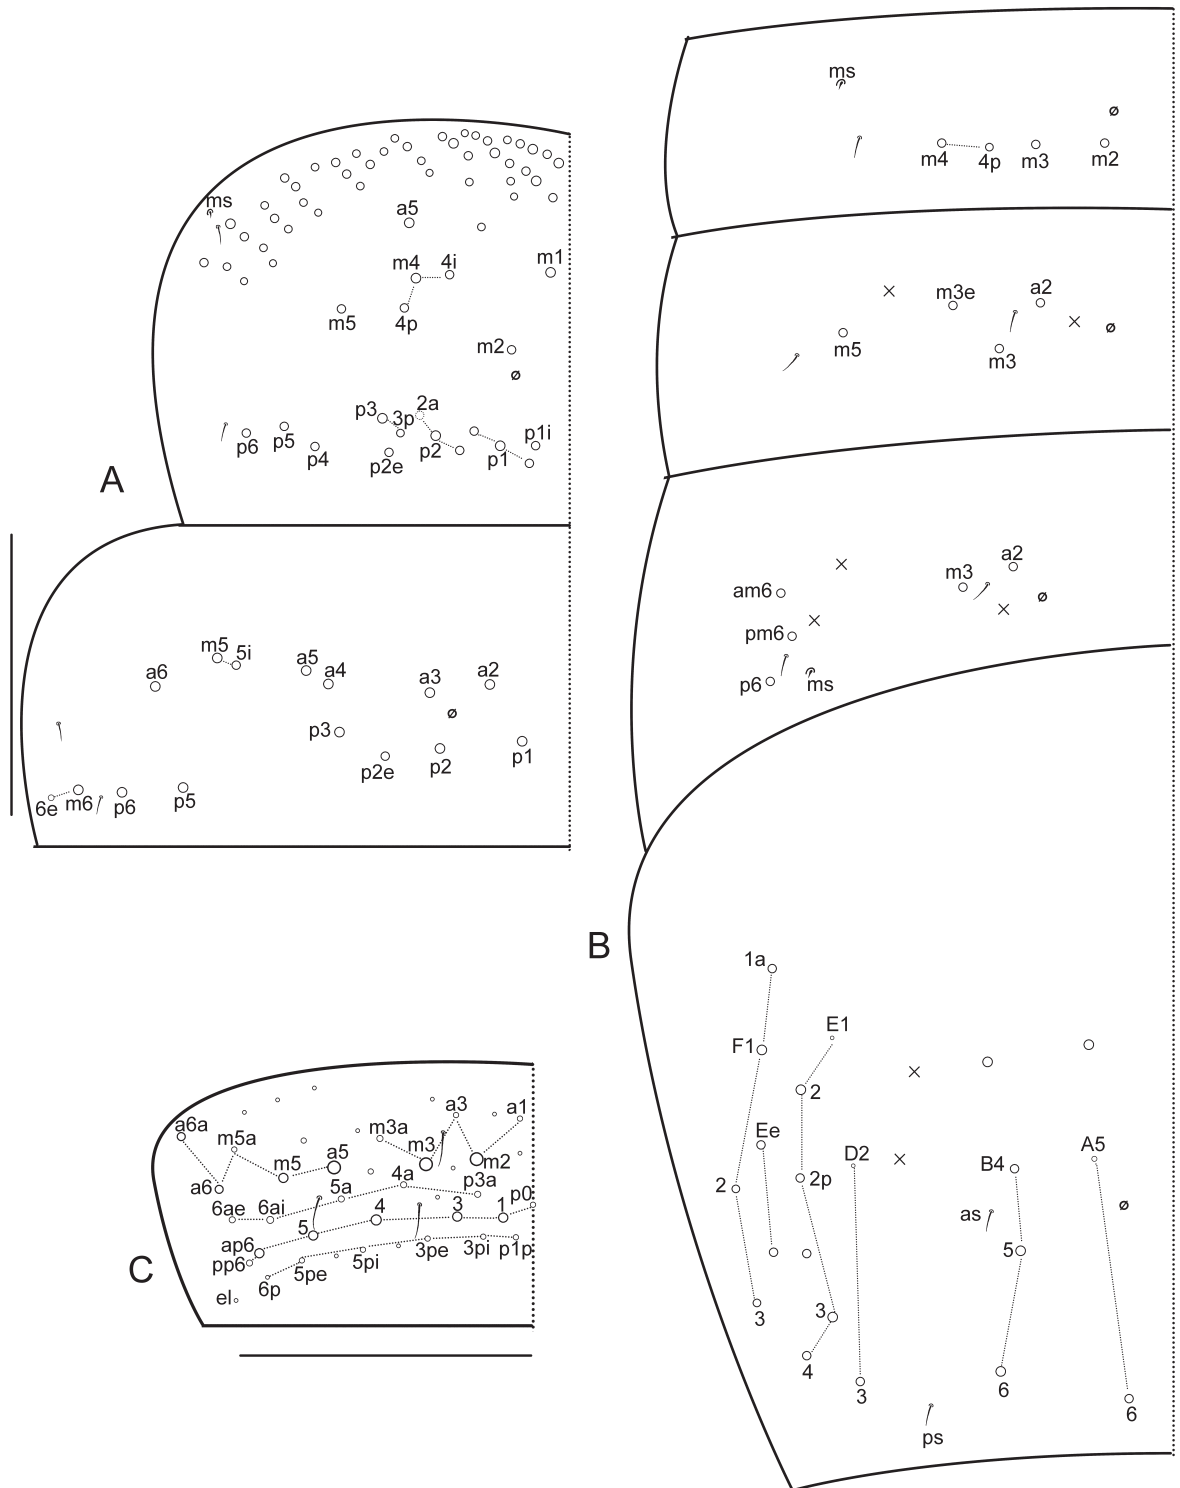 ms
a5
m4 4i
m1
m5
4p
m2
p3 3p 2a
p6 p5 p4 p2e p2 p1 p1i
A
m5 5i
a6
a5 a4
a3 a2
p3
p2e p2 p1
6e m6 p6 p5
ms
m4 4p m3 m2
m3e a2
m5
m3
a2
m3
am6
pm6
p6 ms
B
1a
E1
F1
2
Ee
D2
B4 A5
2 2p
as
5
3 3
4
3 6
6
ps
a6a
a3 a1
m5a m3a
m3
m5 a5 m2
a6 4a p3a
5a p0
6ae 6ai
5 4 3 1
ap6
pp6
3pe 3pi p1p
5pe 5pi
6p
el
C